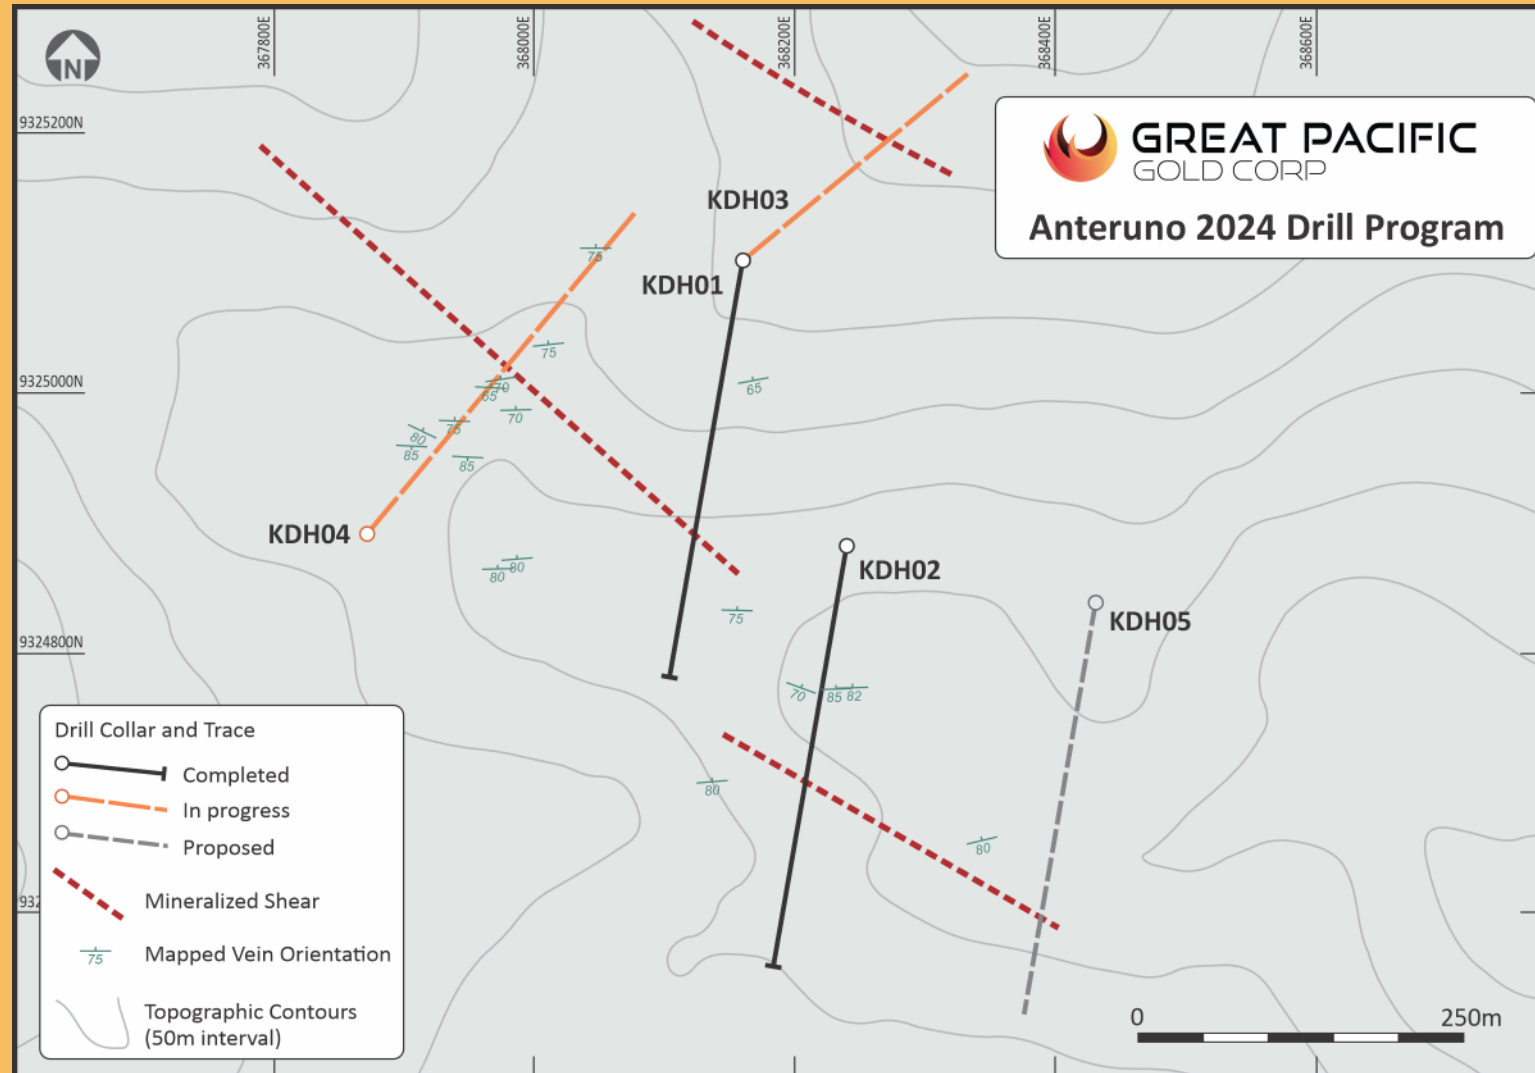 N
367800E
368000E
368200E
368400E
368600E
9325200N
9325000N
9324800N
932
GREAT PACIFIC
GOLD CORP
Anteruno 2024 Drill Program
KDH03
KDH01
KDH04
KDH02
KDH05
75
75
70
65
70
75
80
85
85
65
80
80
75
70
85
82
80
80
Drill Collar and Trace
Completed
In progress
Proposed
Mineralized Shear
75
Mapped Vein Orientation
Topographic Contours
(50m interval)
0
250m